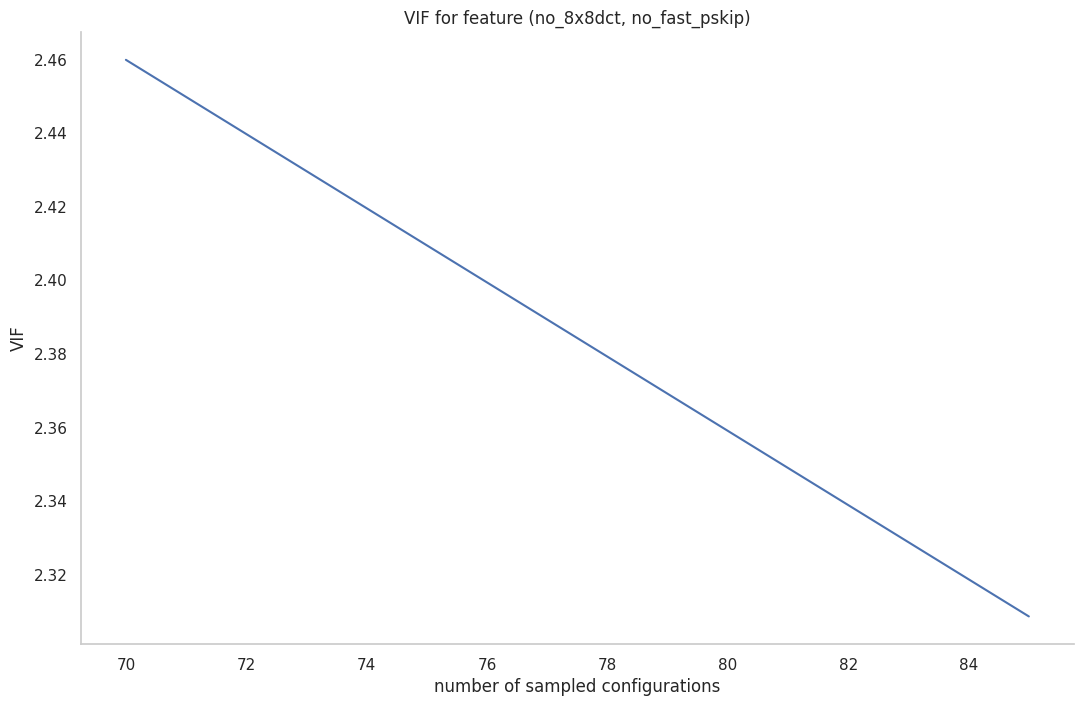 VIF for feature (no_8x8dct, no_fast_pskip)
2.46
2.44
2.42
2.40
2.38
2.36
2.34
2.32
VIF
70 72 74 76 78 80 82 84
number of sampled configurations